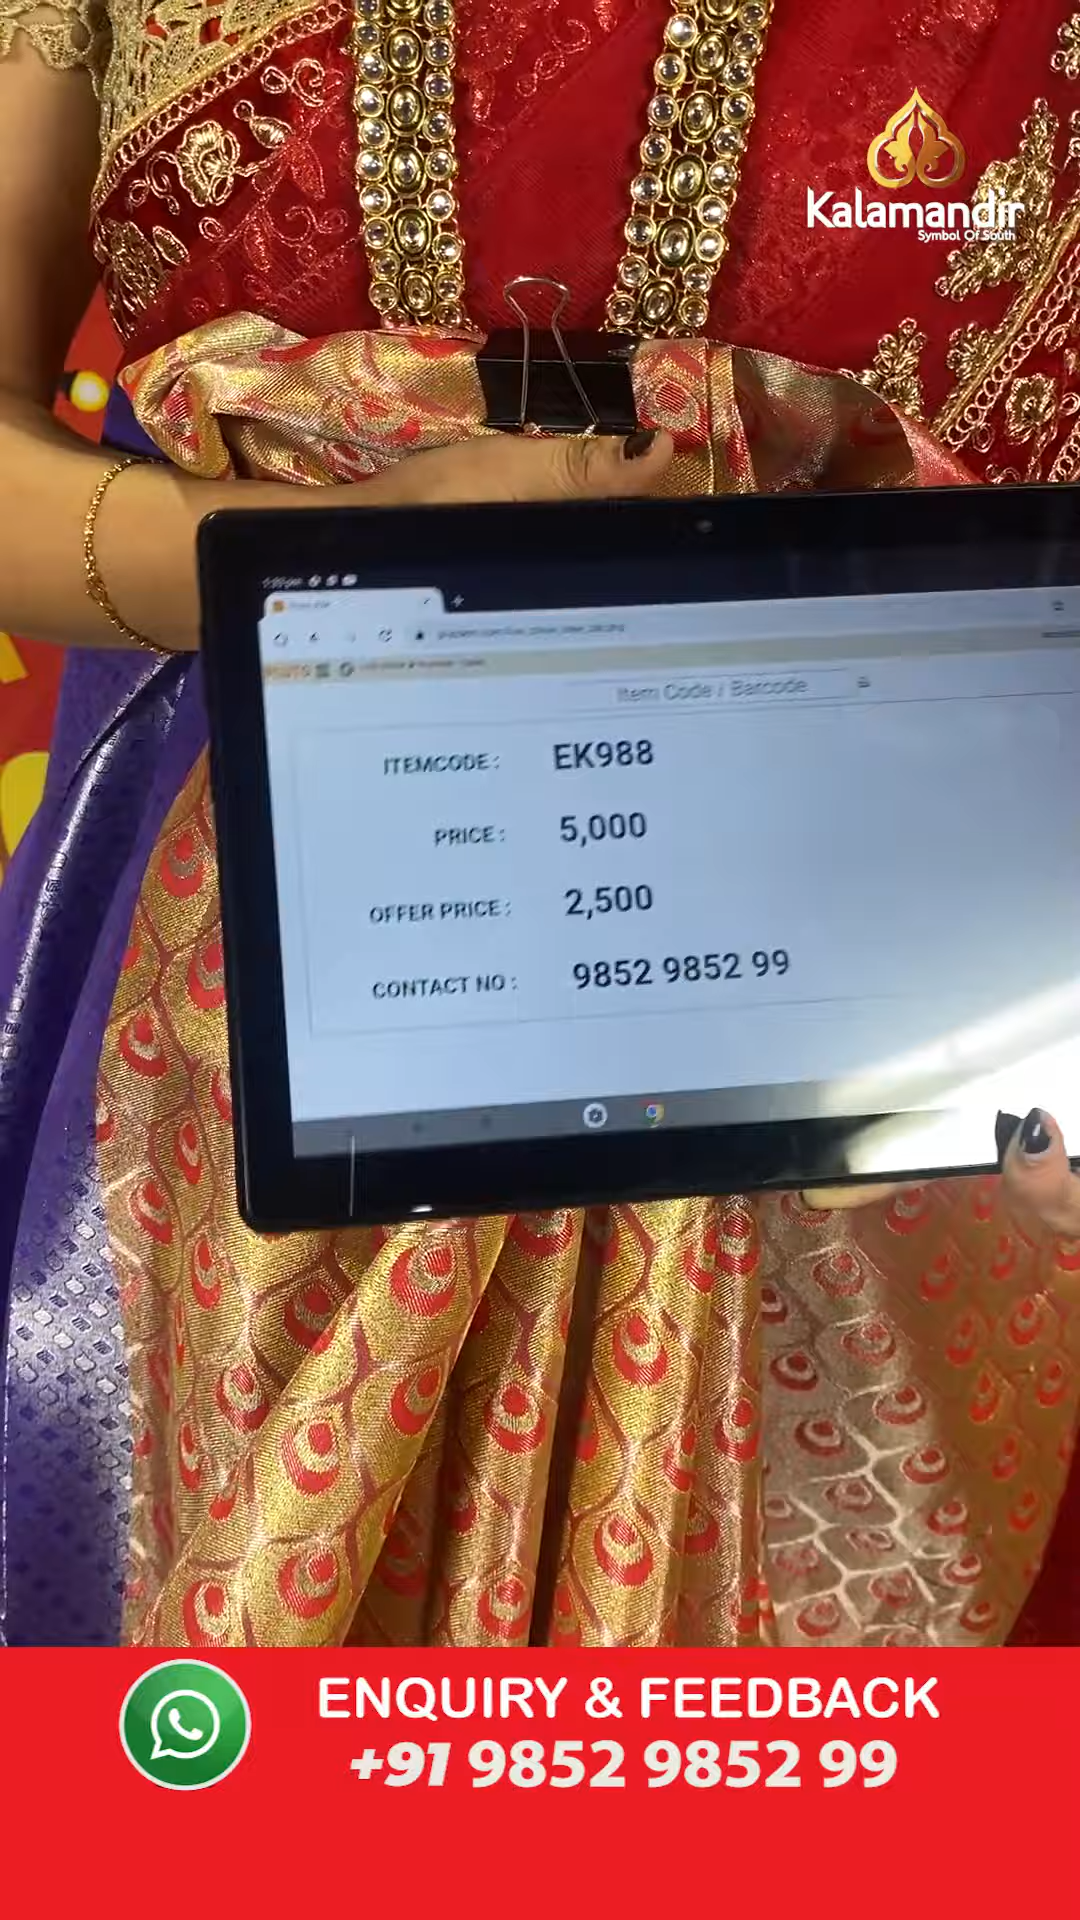 Kalamandir
Symbol Of South
Item Code / Barcode
ITEMCODE : EK988
PRICE : 5,000
OFFER PRICE : 2,500
CONTACT NO : 9852 9852 99
ENQUIRY & FEEDBACK
+91 9852 9852 99